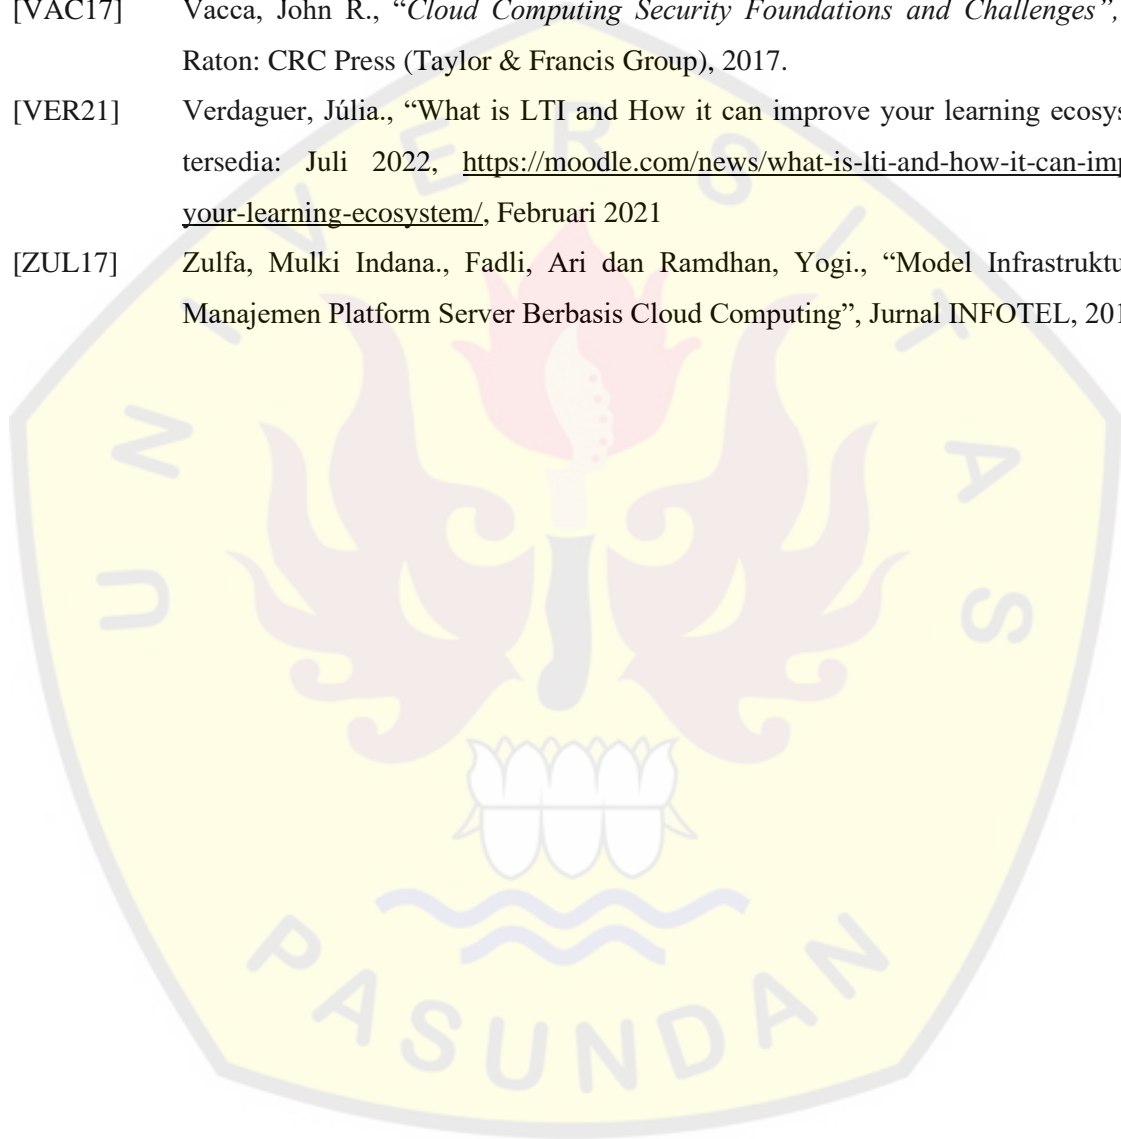 [VAC17] Vacca, John R., “Cloud Computing Security Foundations and Challenges”,
Raton: CRC Press (Taylor & Francis Group), 2017.
[VER21] Verdaguer, Júlia., “What is LTI and How it can improve your learning
tersedia: Juli 2022, https://moodle.com/news/what-is-lti-and-how-it-can-
your-learning-ecosystem/, Februari 2021
[ZUL17] Zulfa, Mulki Indana., Fadli, Ari dan Ramdhan, Yogi., “Model
Manajemen Platform Server Berbasis Cloud Computing”, Jurnal INFOTEL,
UNIVERSITAS
PASUNDAN